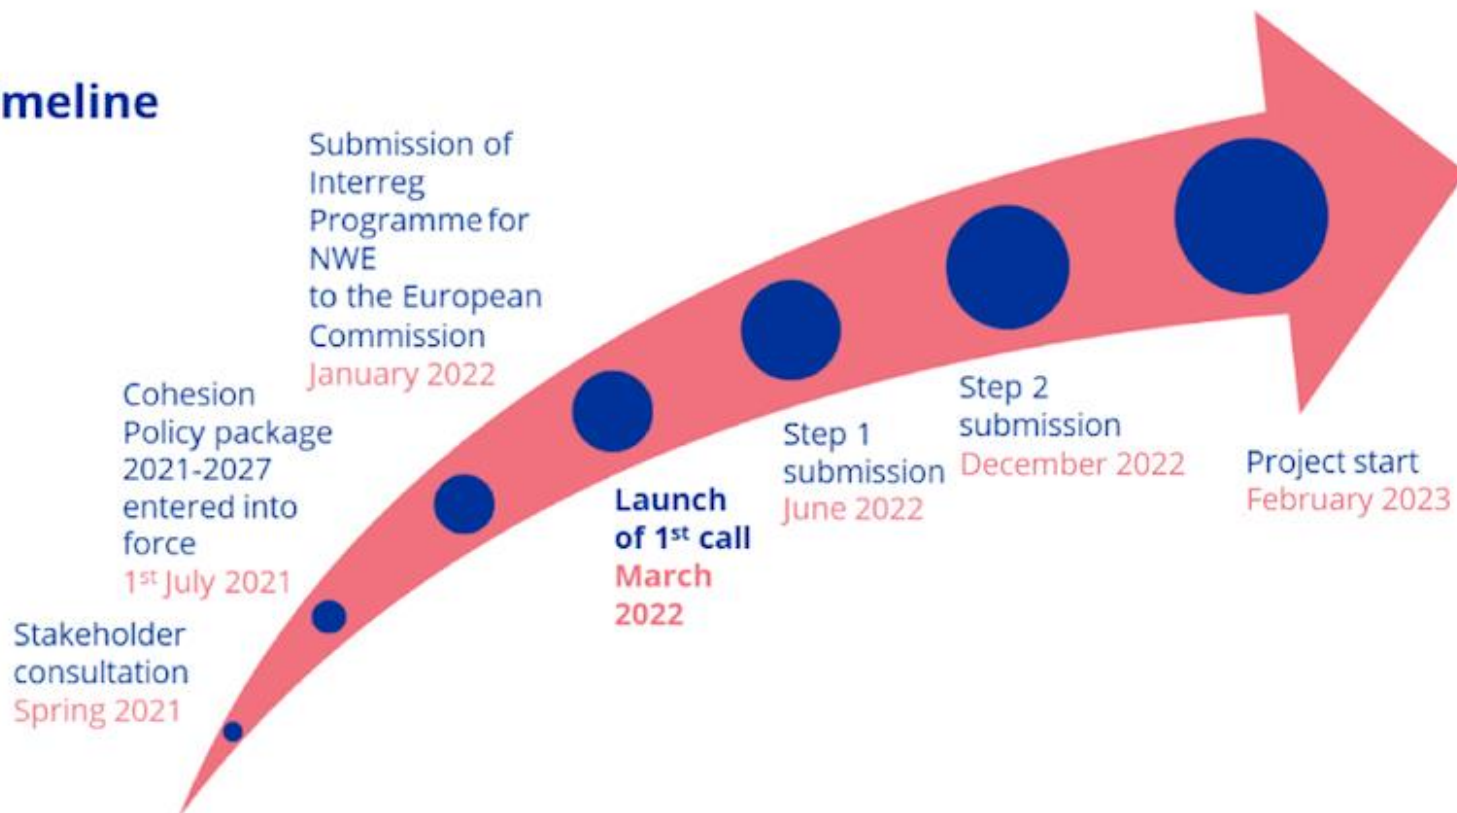 meline
Submission of
Interreg
Programme for
NWE
to the European
Commission
January 2022
Cohesion
Policy package
2021-2027
entered into
force
1st July 2021
Stakeholder
consultation
Spring 2021
Launch
of 1st call
March
2022
Step 1
submission
June 2022
Step 2
submission
December 2022
Project start
February 2023